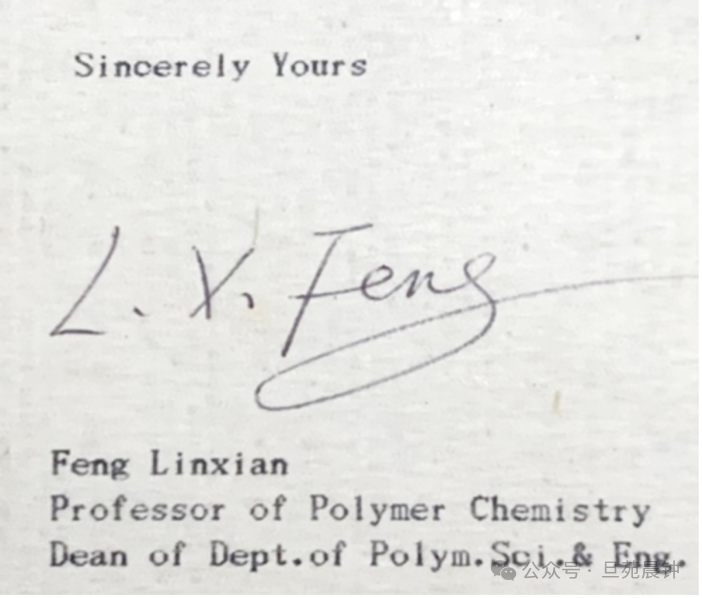 Sincerely Yours
L. X. Feng
Feng Linxian
Professor of Polymer Chemistry
Dean of Dept.of Polym.Sci.& Eng.
公众号 · 旦苑晨钟